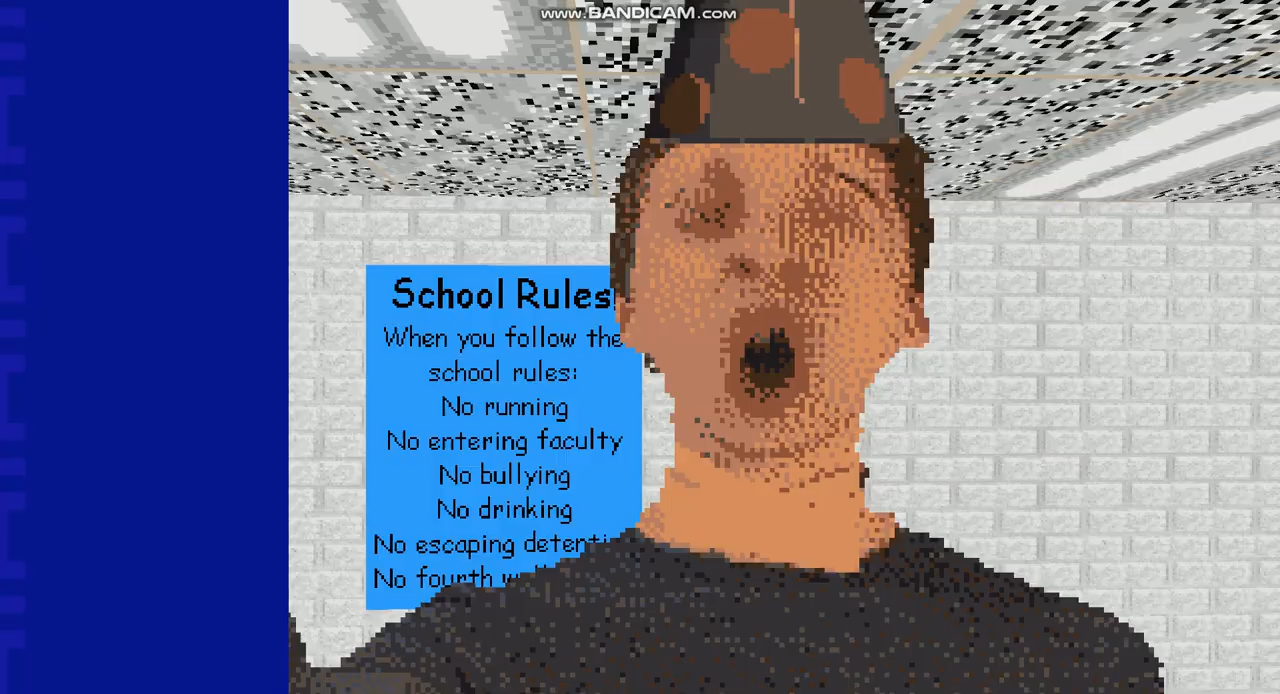 www.BANDICAM.com
School Rules
When you follow the
school rules:
No running
No entering faculty
No bullying
No drinking
No escaping
No fourth